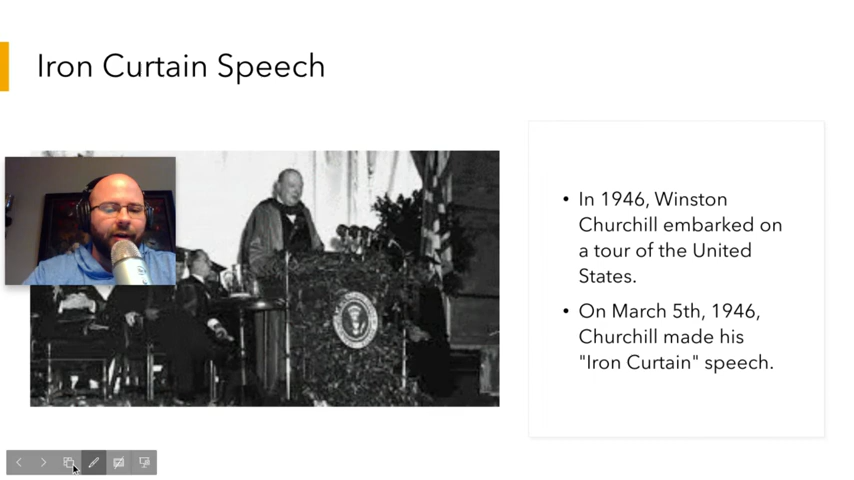 Iron Curtain Speech
• In 1946, Winston
Churchill embarked on
a tour of the United
States.
• On March 5th, 1946,
Churchill made his
"Iron Curtain" speech.